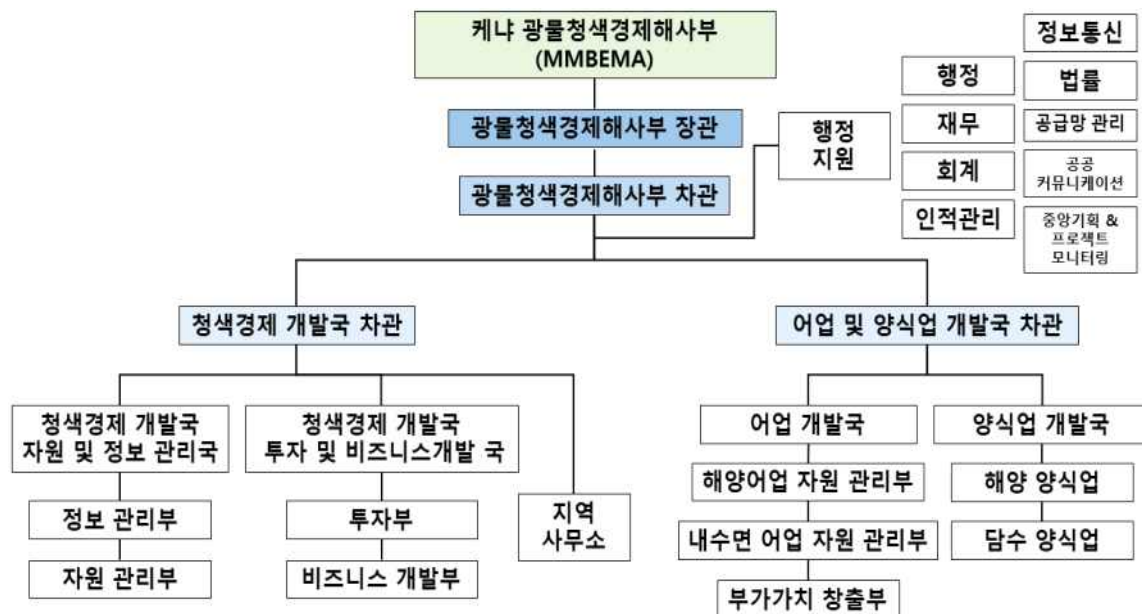 케냐 광물청색경제해사부
(MMBEMA)
광물청색경제해사부 장관
광물청색경제해사부 차관
행정
지원
행정
재무
회계
인적관리
정보통신
법률
공급망 관리
공공
커뮤니케이션
중앙기획 &
프로젝트
모니터링
청색경제 개발국 차관
어업 및 양식업 개발국 차관
청색경제 개발국
자원 및 정보 관리국
정보 관리부
자원 관리부
청색경제 개발국
투자 및 비즈니스개발 국
투자부
비즈니스 개발부
지역
사무소
어업 개발국
해양어업 자원 관리부
내수면 어업 자원 관리부
부가가치 창출부
양식업 개발국
해양 양식업
담수 양식업